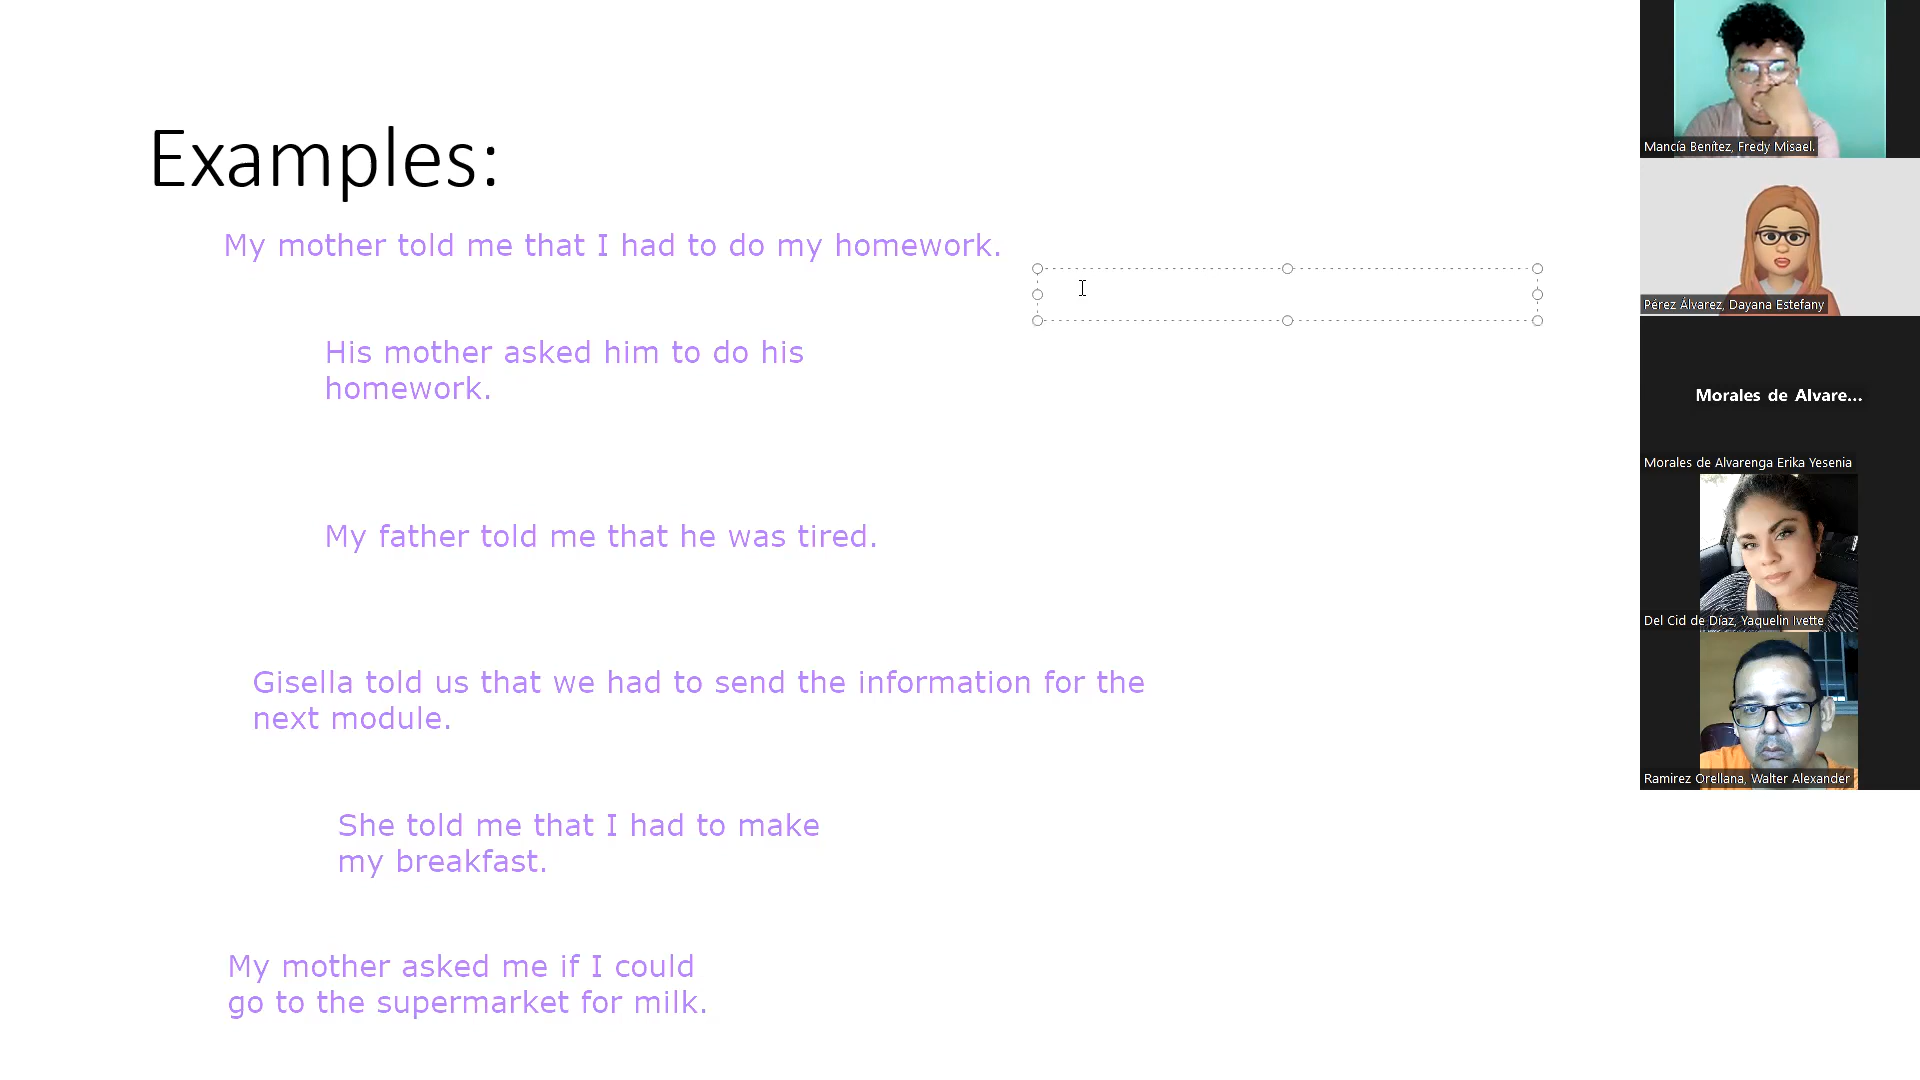 Examples:
My mother told me that I had to do my homework.
His mother asked him to do his
homework.
My father told me that he was tired.
Gisella told us that we had to send the information for the
next module.
She told me that I had to make
my breakfast.
My mother asked me if I could
go to the supermarket for milk.
Mancía Benítez, Fredy Misael.
Pérez Álvarez, Dayana Estefany
Morales de Alvare...
Morales de Alvarenga Erika Yesenia
Del Cid de Díaz, Yaquelin Ivette
Ramirez Orellana, Walter Alexander